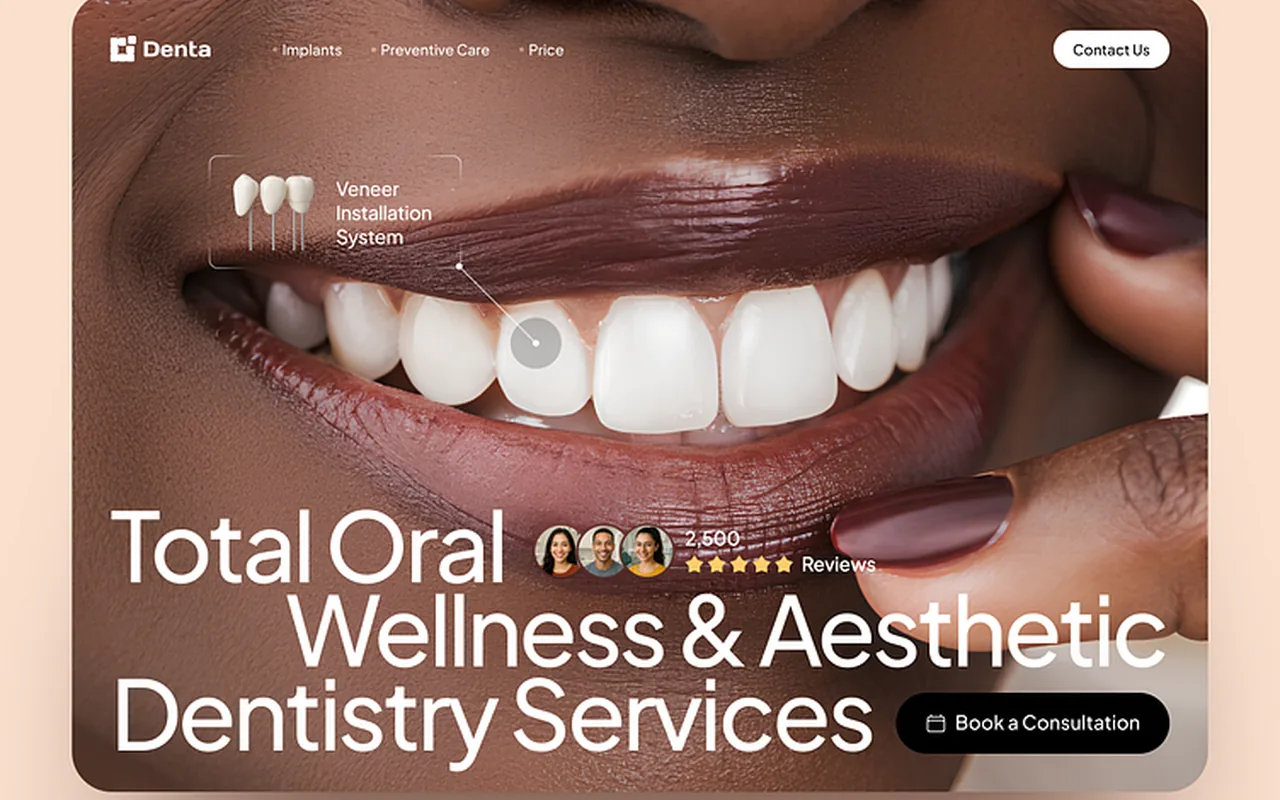 Denta
Implants
Preventive Care
Price
Contact Us
Veneer
Installation
System
Total Oral
2,500
Reviews
Wellness & Aesthetic
Dentistry Services
Book a Consultation